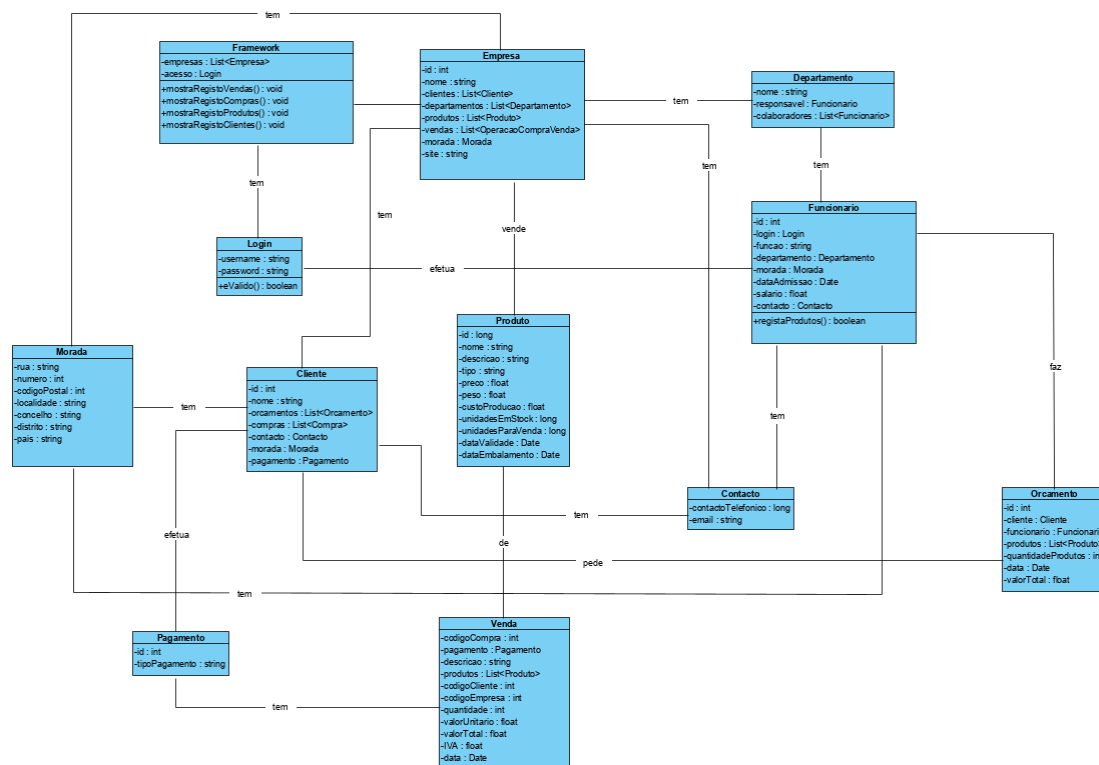 tem
Framework
-empresas : List<Empresa>
-acesso : Login
+mostraRegistoVendas() : void
+mostraRegistoCompras() : void
+mostraRegistoProdutos() : void
+mostraRegistoClientes() : void
Empresa
-id : int
-nome : string
-clientes : List<Cliente>
-departamentos : List<Departamento>
-produtos : List<Produto>
-vendas : List<OperacaoCompraVenda>
-morada : Morada
-site : string
tem
Departamento
-nome : string
-responsavel : Funcionario
-colaboradores : List<Funcionario>
tem
tem
tem
tem
vende
Login
-username : string
-password : string
+eValido() : boolean
efetua
Funcionario
-id : int
-login : Login
-funcao : string
-departamento : Departamento
-morada : Morada
-dataAdmissao : Date
-salario : float
-contacto : Contacto
+registaProdutos() : boolean
Produto
-id : long
-nome : string
-descricao : string
-tipo : string
-preco : float
-peso : float
-custoProducao : float
-unidadesEmStock : long
-unidadesParaVenda : long
-dataValidade : Date
-dataEmbalamento : Date
Morada
-rua : string
-numero : int
-codigoPostal : int
-localidade : string
-concelho : string
-distrito : string
-pais : string
tem
Cliente
-id : int
-nome : string
-orcamentos : List<Orcamento>
-compras : List<Compra>
-contacto : Contacto
-morada : Morada
-pagamento : Pagamento
faz
tem
Contacto
-contactoTelefonico : long
-email : string
tem
Orcamento
-id : int
-cliente : Cliente
-funcionario : Funcionari
-produtos : List<Produto>
-quantidadeProdutos : in
-data : Date
-valorTotal : float
efetua
de
pede
tem
Pagamento
-id : int
-tipoPagamento : string
tem
Venda
-codigoCompra : int
-pagamento : Pagamento
-descricao : string
-produtos : List<Produto>
-codigoCliente : int
-codigoEmpresa : int
-quantidade : int
-valorUnitario : float
-valorTotal : float
-IVA : float
-data : Date